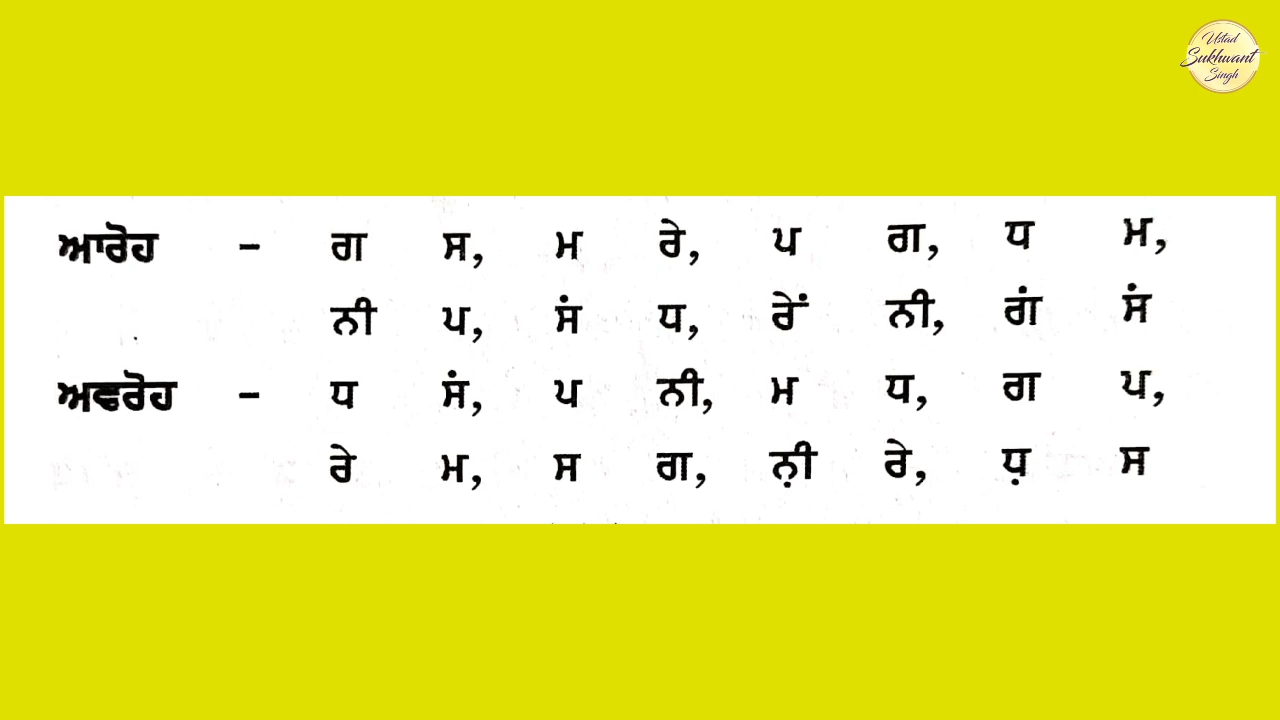 Ustad
Sukhwant
Singh
ਆਰੋਹ - ਗ ਸ, ਮ ਰੇ, ਪ ਗ, ਧ ਮ,
ਨੀ ਪ, ਸਂ ਧ, ਰੇਂ ਨੀ, ਗਂ ਸਂ
ਅਵਰੋਹ - ਧ ਸਂ, ਪ ਨੀ, ਮ ਧ, ਗ ਪ,
ਰੇ ਮ, ਸ ਗ, ਨ਼ੀ ਰੇ, ਧ਼ ਸ